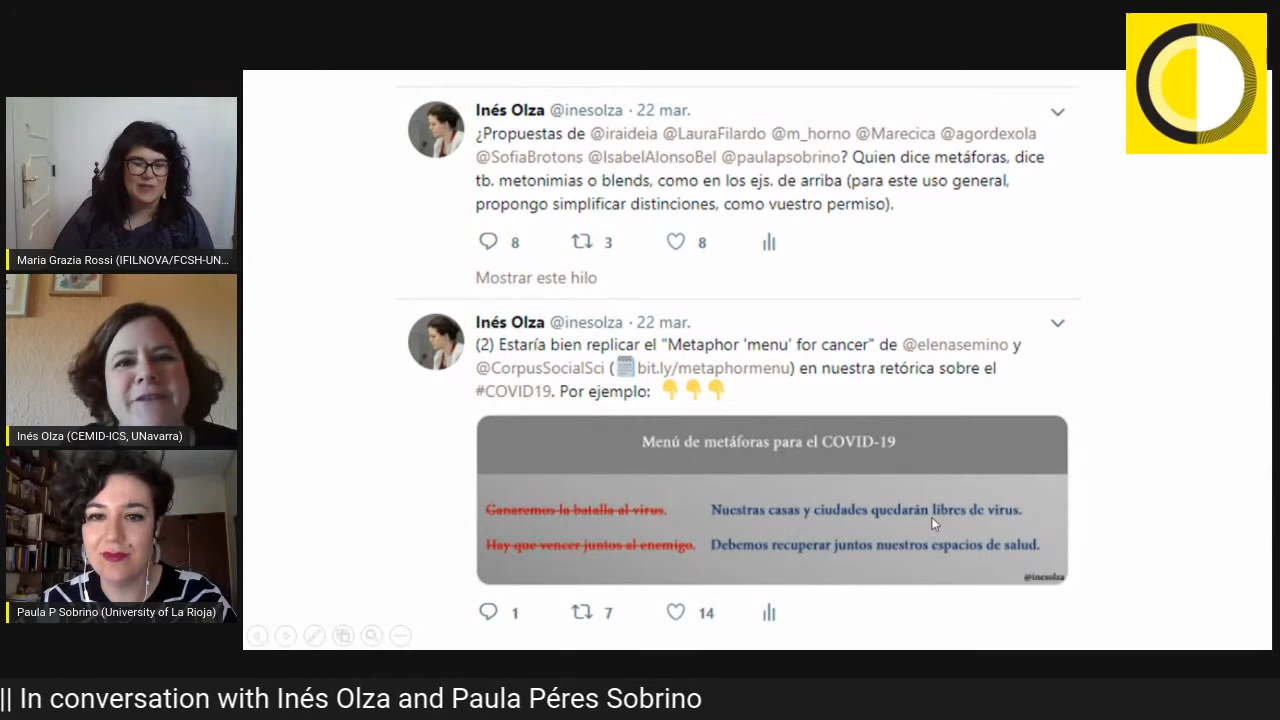 Inés Olza @inesolza · 22 mar.
¿Propuestas de @iraideia @LauraFilardo @m_horno @Marecica @agordexola
@SofiaBrotons @IsabelAlonsoBel @paulapsobrino? Quien dice metáforas, dice
tb. metonimias o blends, como en los ejs. de arriba (para este uso general,
propongo simplificar distinciones, como vuestro permiso).
8 3 8
Mostrar este hilo
Inés Olza @inesolza · 22 mar.
(2) Estaría bien replicar el "Metaphor 'menu' for cancer" de @elenasemino y
@CorpusSocialSci (bit.ly/metaphormenu) en nuestra retórica sobre el
#COVID19. Por ejemplo: 👇👇👇
Menú de metáforas para el COVID-19
Ganaremos la batalla al virus. Nuestras casas y ciudades quedarán libres de virus.
Hay que vencer juntos al enemigo. Debemos recuperar juntos nuestros espacios de salud.
@inesolza
1 7 14
Maria Grazia Rossi (IFILNOVA/FCSH-UN...
Inés Olza (CEMID-ICS, UNavarra)
Paula P Sobrino (University of La Rioja)
|| In conversation with Inés Olza and Paula Péres Sobrino